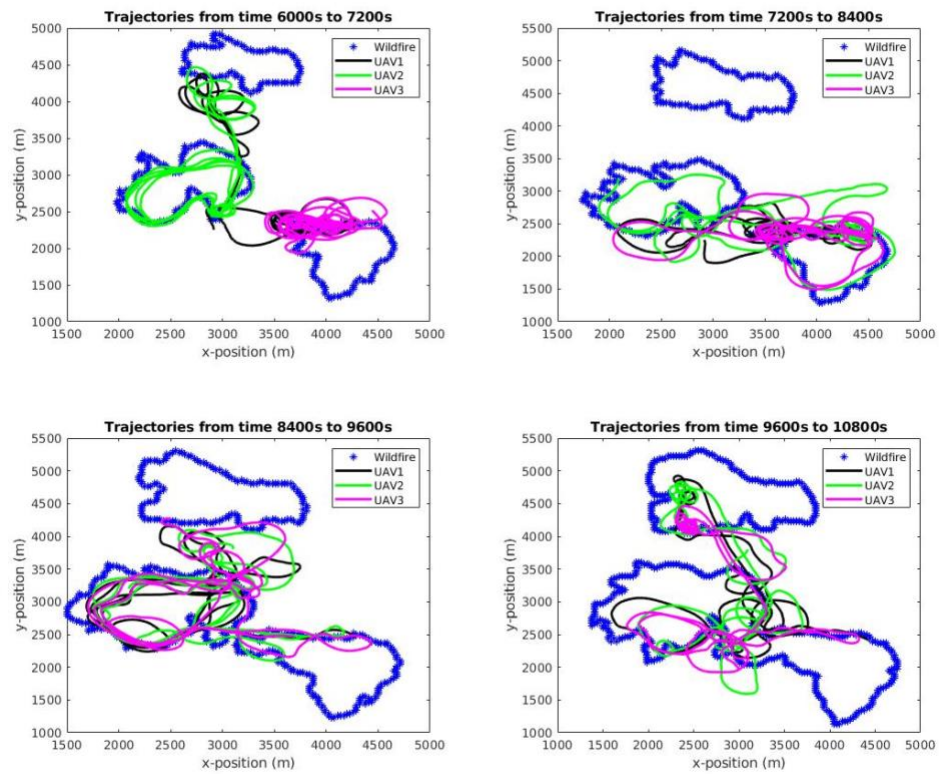 Trajectories from time 6000s to 7200s
5000
4500
4000
3500
3000
2500
2000
1500
1000
y-position (m)
1500 2000 2500 3000 3500 4000 4500 5000
x-position (m)
Wildfire
UAV1
UAV2
UAV3
Trajectories from time 7200s to 8400s
5500
5000
4500
4000
3500
3000
2500
2000
1500
1000
y-position (m)
1500 2000 2500 3000 3500 4000 4500 5000
x-position (m)
Wildfire
UAV1
UAV2
UAV3
Trajectories from time 8400s to 9600s
5500
5000
4500
4000
3500
3000
2500
2000
1500
1000
y-position (m)
1500 2000 2500 3000 3500 4000 4500 5000
x-position (m)
Wildfire
UAV1
UAV2
UAV3
Trajectories from time 9600s to 10800s
5500
5000
4500
4000
3500
3000
2500
2000
1500
1000
y-position (m)
1000 1500 2000 2500 3000 3500 4000 4500 5000
x-position (m)
Wildfire
UAV1
UAV2
UAV3